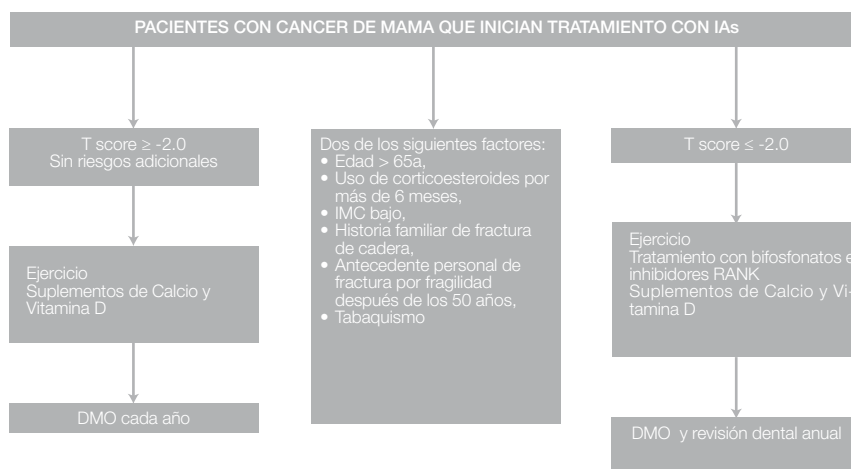 PACIENTES CON CANCER DE MAMA QUE INICIAN TRATAMIENTO CON IAs
T score ≥ -2.0
Sin riesgos adicionales
Ejercicio
Suplementos de Calcio y
Vitamina D
DMO cada año
Dos de los siguientes factores:
• Edad > 65a,
• Uso de corticoesteroides por
más de 6 meses,
• IMC bajo,
• Historia familiar de fractura
de cadera,
• Antecedente personal de
fractura por fragilidad
después de los 50 años,
• Tabaquismo
T score ≤ -2.0
Ejercicio
Tratamiento con bifosfonatos e
inhibidores RANK
Suplementos de Calcio y Vi-
tamina D
DMO y revisión dental anual